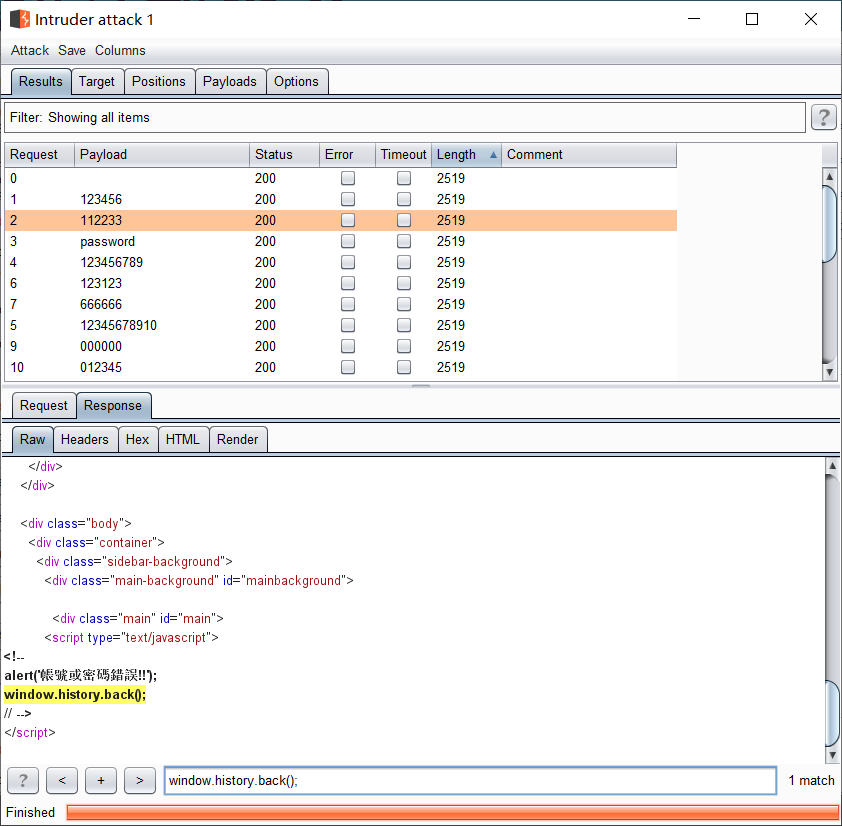 Intruder attack 1
Attack Save Columns
Results Target Positions Payloads Options
Filter: Showing all items ?
Request Payload Status Error Timeout Length Comment
0 200 2519
1 123456 200 2519
2 112233 200 2519
3 password 200 2519
4 123456789 200 2519
6 123123 200 2519
7 666666 200 2519
5 12345678910 200 2519
9 000000 200 2519
10 012345 200 2519
Request Response
Raw Headers Hex HTML Render
</div>
</div>
<div class="body">
<div class="container">
<div class="sidebar-background">
<div class="main-background" id="mainbackground">
<div class="main" id="main">
<script type="text/javascript">
<!--
alert('帳號或密碼錯誤!!');
window.history.back();
// -->
</script>
? < + > window.history.back(); 1 match
Finished